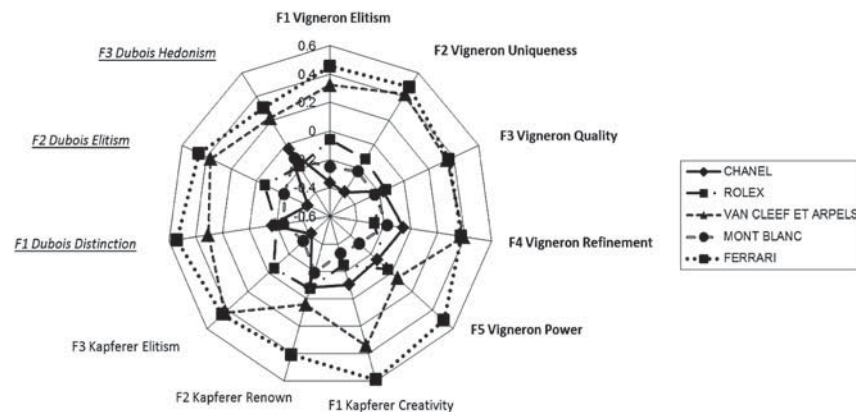 F1 Vigneron Elitism
F3 Dubois Hedonism
0,6
F2 Vigneron Uniqueness
0,4
0,2
F2 Dubois Elitism
0
F3 Vigneron Quality
-0,2
-0,4
-0,6
CHANEL
ROLEX
VAN CLEEF ET ARPELS
MONT BLANC
FERRARI
F1 Dubois Distinction
F4 Vigneron Refinement
F5 Vigneron Power
F3 Kapferer Elitism
F2 Kapferer Renown
F1 Kapferer Creativity